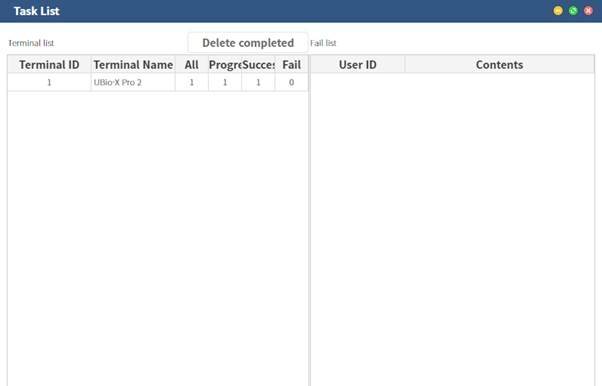 Task List
Terminal list
Delete completed
Fail list
Terminal ID Terminal Name All Progre Succes Fail
User ID Contents
1 UBio-X Pro 2 1 1 1 0